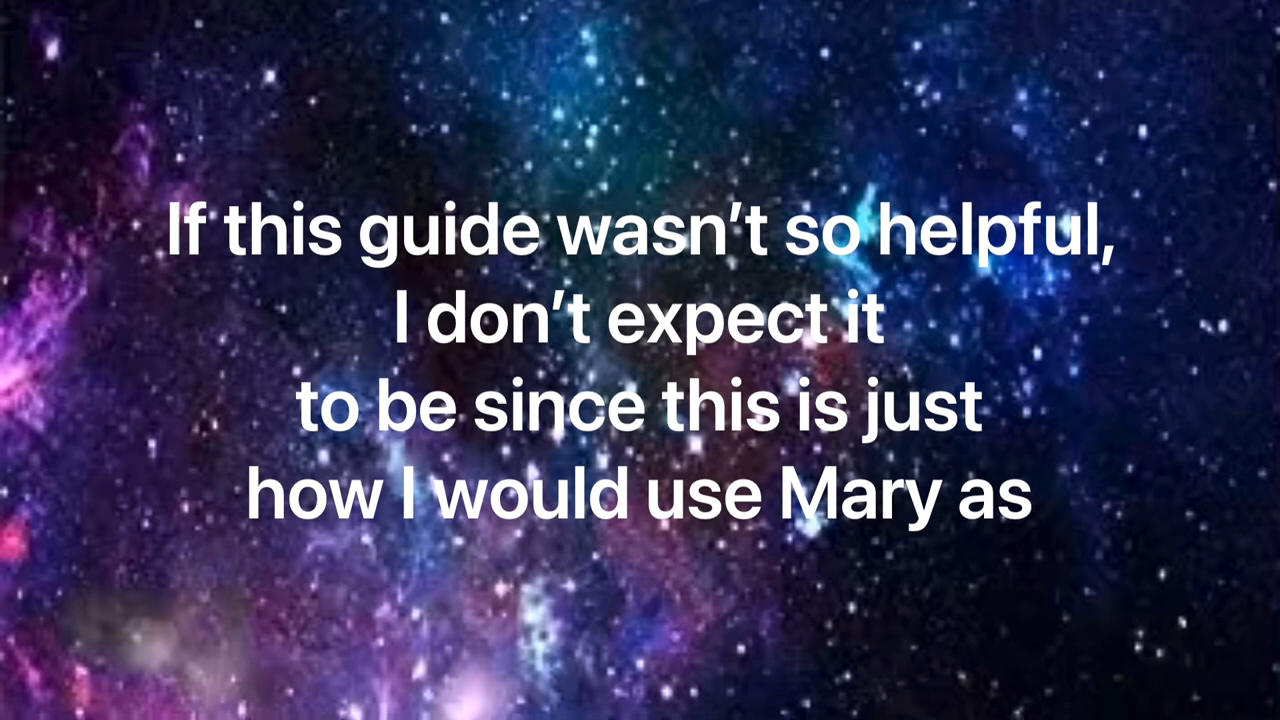 If this guide wasn’t so helpful,
I don’t expect it
to be since this is just
how I would use Mary as